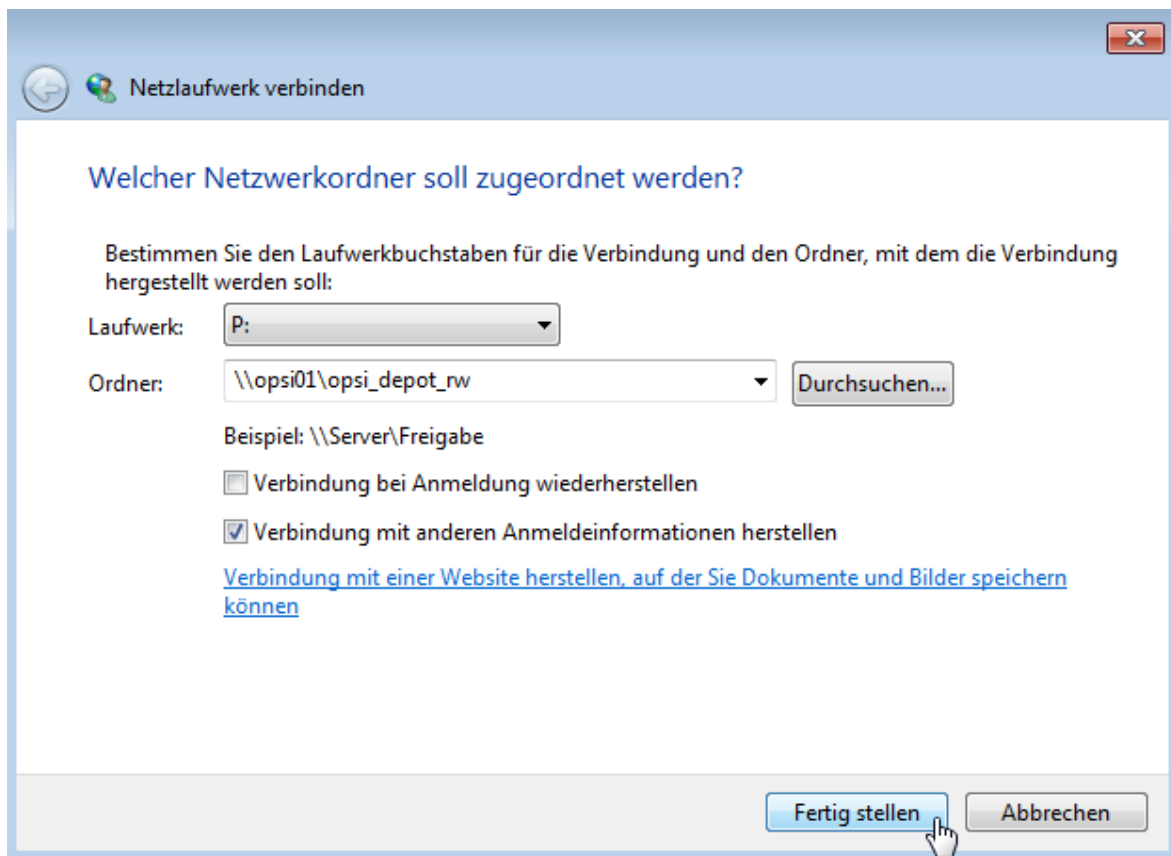 Netzlaufwerk verbinden
Welcher Netzwerkordner soll zugeordnet werden?
Bestimmen Sie den Laufwerkbuchstaben für die Verbindung und den Ordner, mit dem die Verbindung
hergestellt werden soll:
Laufwerk: P:
Ordner: \\opsi01\opsi_depot_rw Durchsuchen...
Beispiel: \\Server\Freigabe
Verbindung bei Anmeldung wiederherstellen
Verbindung mit anderen Anmeldeinformationen herstellen
Verbindung mit einer Website herstellen, auf der Sie Dokumente und Bilder speichern
können
Fertig stellen Abbrechen